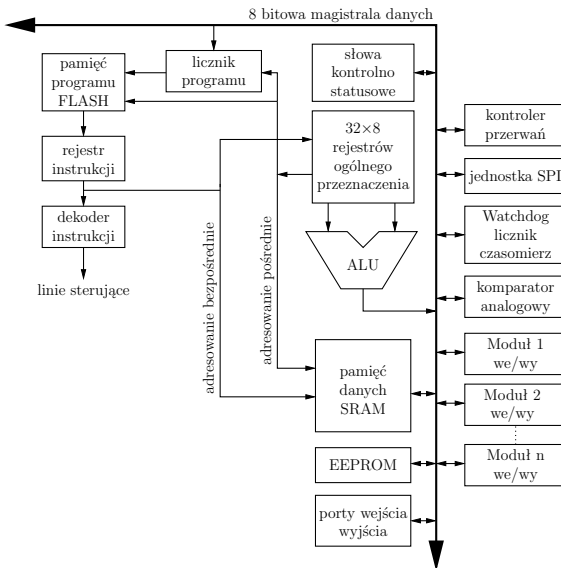 8 bitowa magistrala danych
pamięć
programu
FLASH
licznik
programu
słowa
kontrolno
statusowe
rejestr
instrukcji
dekoder
instrukcji
linie sterujące
32×8
rejestrów
ogólnego
przeznaczenia
ALU
adresowanie bezpośrednie
adresowanie pośrednie
pamięć
danych
SRAM
EEPROM
porty wejścia
wyjścia
kontroler
przerwań
jednostka SPI
Watchdog
licznik
czasomierz
komparator
analogowy
Moduł 1
we/wy
Moduł 2
we/wy
Moduł n
we/wy